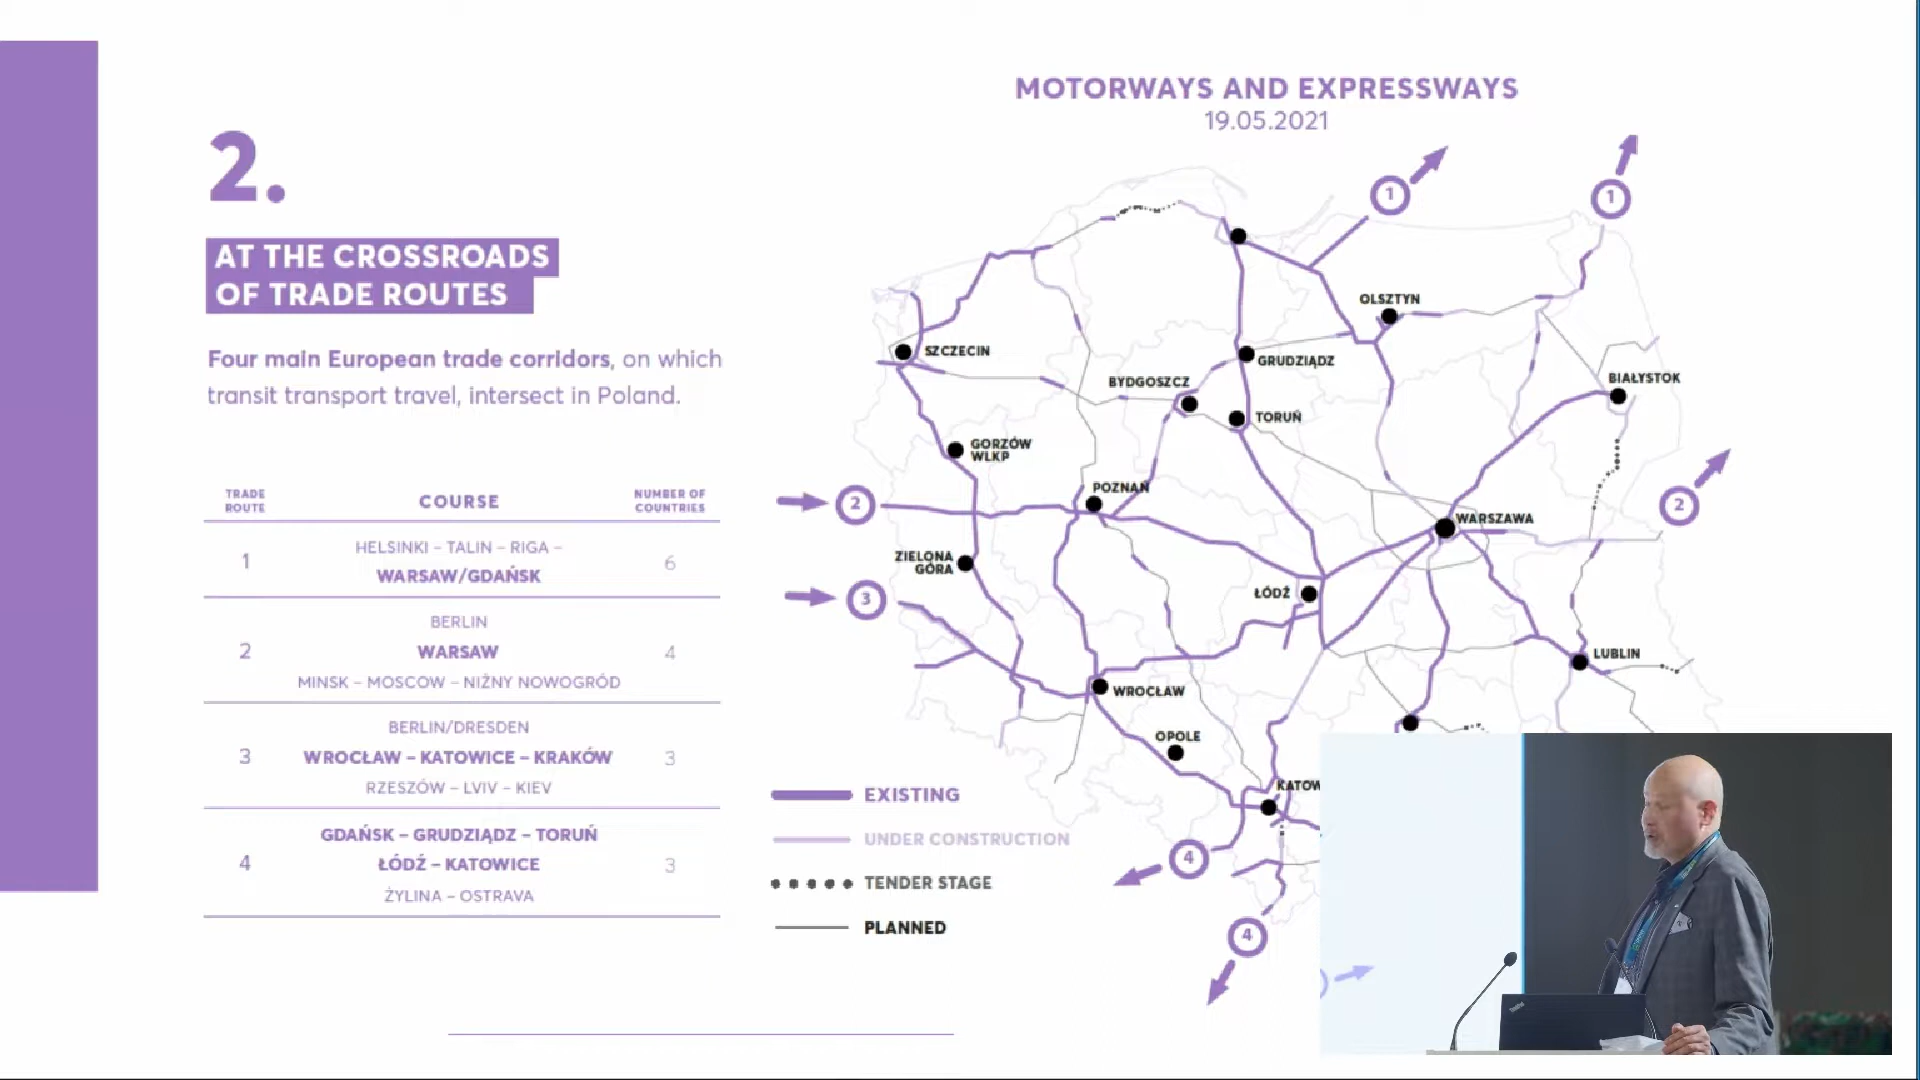 MOTORWAYS AND EXPRESSWAYS
19.05.2021
2.
AT THE CROSSROADS
OF TRADE ROUTES
Four main European trade corridors, on which
transit transport travel, intersect in Poland.
TRADE
ROUTE
COURSE
NUMBER OF
COUNTRIES
1
HELSINKI – TALIN – RIGA –
WARSAW/GDAŃSK
6
2
BERLIN
WARSAW
MINSK – MOSCOW – NIŻNY NOWOGRÓD
4
3
BERLIN/DRESDEN
WROCŁAW – KATOWICE – KRAKÓW
RZESZÓW – LVIV – KIEV
3
4
GDAŃSK – GRUDZIĄDZ – TORUŃ
ŁÓDŹ – KATOWICE
ŻYLINA – OSTRAVA
3
1
1
OLSZTYN
SZCZECIN
GRUDZIĄDZ
BYDGOSZCZ
BIAŁYSTOK
TORUŃ
GORZÓW
WLKP
POZNAŃ
2
2
WARSZAWA
ZIELONA
GÓRA
ŁÓDŹ
3
LUBLIN
WROCŁAW
OPOLE
KATOW
4
4
EXISTING
UNDER CONSTRUCTION
TENDER STAGE
PLANNED